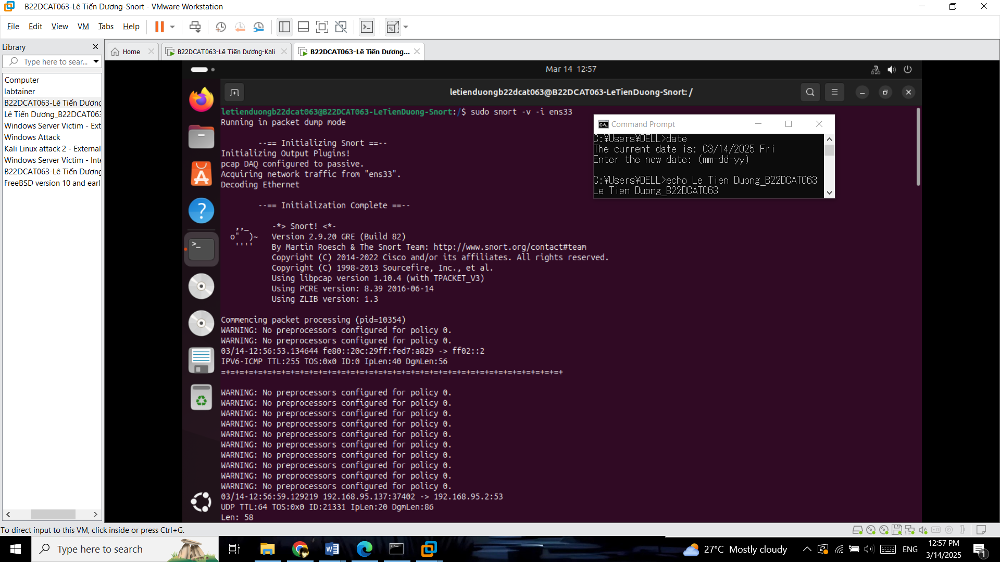 B22DCAT063-Lê Tiến Dương-Snort - VMware Workstation
File Edit View VM Tabs Help
Library
Type here to sear...
Computer
labtainer
B22DCAT063-Lê Tiến Dương
Lê Tiến Dương_B22DCAT063
Windows Server Victim - Ext
Windows Attack
Kali Linux attack 2 - External
Windows Server Victim - Inte
B22DCAT063-Lê Tiến Dương
FreeBSD version 10 and earl
Home
B22DCAT063-Lê Tiến Dương-Kali
B22DCAT063-Lê Tiến Dương...
Mar 14 12:57
letienduongb22dcat063@B22DCAT063-LeTienDuong-Snort: /
letienduongb22dcat063@B22DCAT063-LeTienDuong-Snort:/$ sudo snort -v -i ens33
Running in packet dump mode
--== Initializing Snort ==--
Initializing Output Plugins!
pcap DAQ configured to passive.
Acquiring network traffic from "ens33".
Decoding Ethernet
--== Initialization Complete ==--
,,_ -*> Snort! <*-
o"  )~ Version 2.9.20 GRE (Build 82)
'''' By Martin Roesch & The Snort Team: http://www.snort.org/contact#team
Copyright (C) 2014-2022 Cisco and/or its affiliates. All rights reserved.
Copyright (C) 1998-2013 Sourcefire, Inc., et al.
Using libpcap version 1.10.4 (with TPACKET_V3)
Using PCRE version: 8.39 2016-06-14
Using ZLIB version: 1.3
Commencing packet processing (pid=10354)
WARNING: No preprocessors configured for policy 0.
WARNING: No preprocessors configured for policy 0.
03/14-12:56:53.134644 fe80::20c:29ff:fed7:a829 -> ff02::2
IPV6-ICMP TTL:255 TOS:0x0 ID:0 IpLen:40 DgmLen:56
=+=+=+=+=+=+=+=+=+=+=+=+=+=+=+=+=+=+=+=+=+=+=+=+=+=+=+=+=+=+=+=+=+=+=+=+=+
WARNING: No preprocessors configured for policy 0.
WARNING: No preprocessors configured for policy 0.
WARNING: No preprocessors configured for policy 0.
WARNING: No preprocessors configured for policy 0.
WARNING: No preprocessors configured for policy 0.
WARNING: No preprocessors configured for policy 0.
WARNING: No preprocessors configured for policy 0.
WARNING: No preprocessors configured for policy 0.
WARNING: No preprocessors configured for policy 0.
WARNING: No preprocessors configured for policy 0.
03/14-12:56:59.129219 192.168.95.137:37402 -> 192.168.95.2:53
UDP TTL:64 TOS:0x0 ID:21331 IpLen:20 DgmLen:86
Len: 58
Command Prompt
C:¥Users¥DELL>date
The current date is: 03/14/2025 Fri
Enter the new date: (mm-dd-yy)
C:¥Users¥DELL>echo Le Tien Duong_B22DCAT063
Le Tien Duong_B22DCAT063
To direct input to this VM, click inside or press Ctrl+G.
Type here to search
27°C Mostly cloudy
ENG
12:57 PM
3/14/2025
1